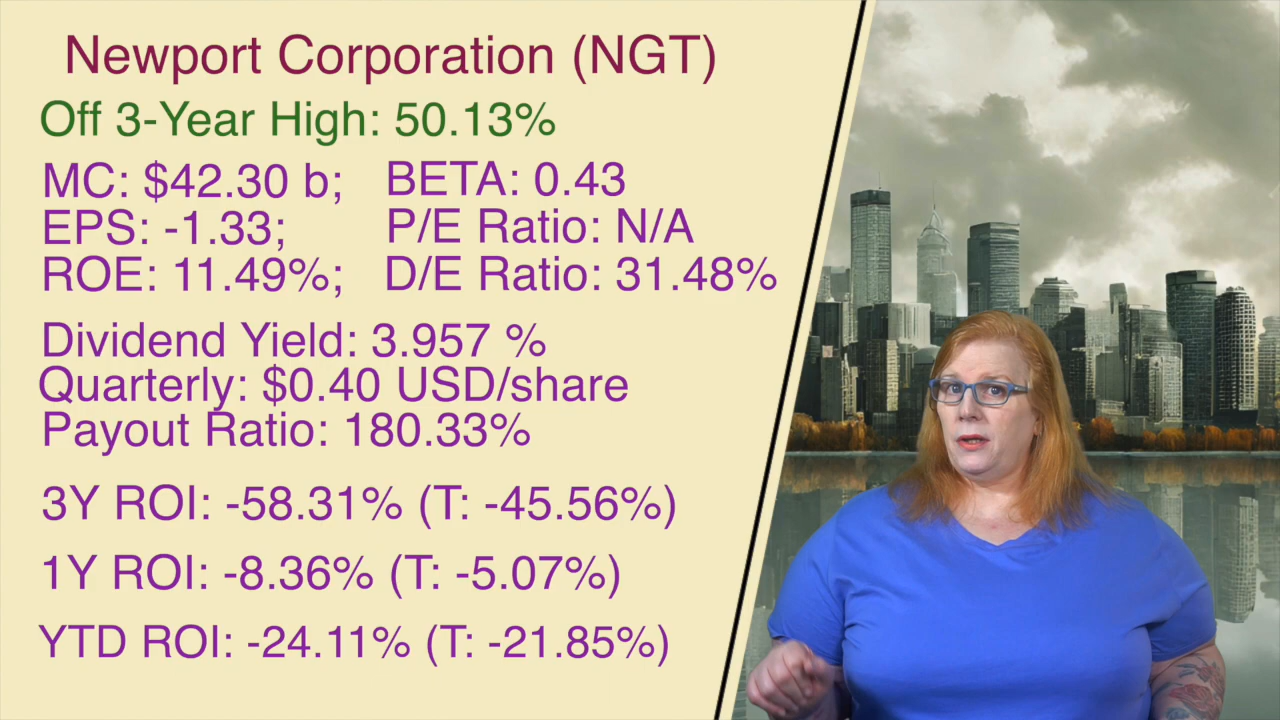 Newport Corporation (NGT)
Off 3-Year High: 50.13%
MC: $42.30 b; BETA: 0.43
EPS: -1.33; P/E Ratio: N/A
ROE: 11.49%; D/E Ratio: 31.48%
Dividend Yield: 3.957 %
Quarterly: $0.40 USD/share
Payout Ratio: 180.33%
3Y ROI: -58.31% (T: -45.56%)
1Y ROI: -8.36% (T: -5.07%)
YTD ROI: -24.11% (T: -21.85%)